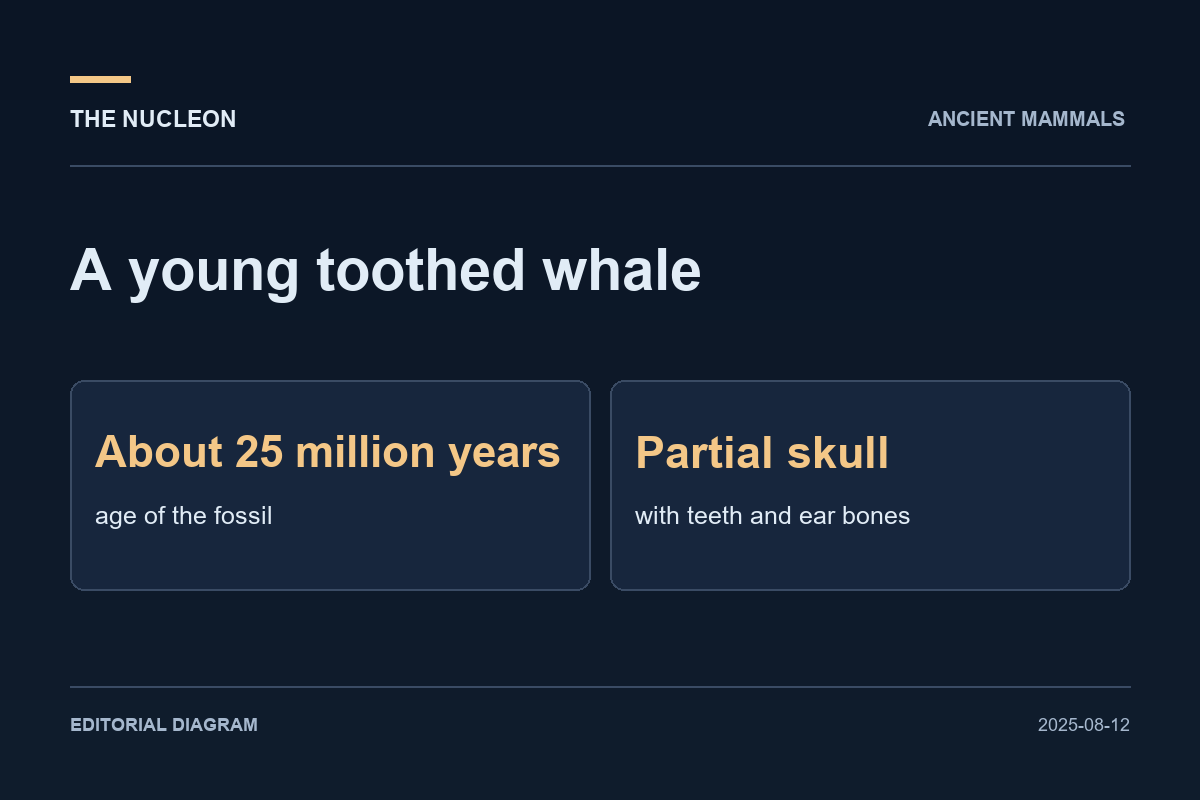 THE NUCLEON
ANCIENT MAMMALS
A young toothed whale
About 25 million years
age of the fossil
Partial skull
with teeth and ear bones
EDITORIAL DIAGRAM
2025-08-12